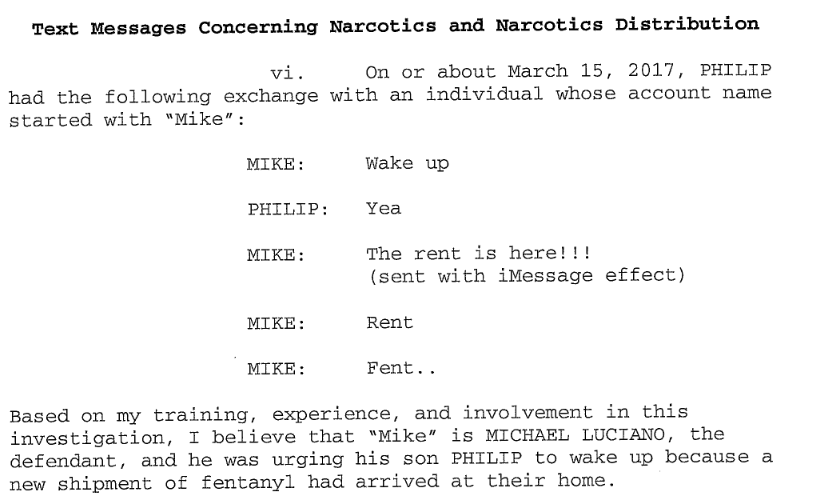 Text Messages Concerning Narcotics and Narcotics Distribution
vi. On or about March 15, 2017, PHILIP
had the following exchange with an individual whose account name
started with "Mike":
MIKE: Wake up
PHILIP: Yea
MIKE: The rent is here!!!
(sent with iMessage effect)
MIKE: Rent
MIKE: Fent..
Based on my training, experience, and involvement in this
investigation, I believe that "Mike" is MICHAEL LUCIANO, the
defendant, and he was urging his son PHILIP to wake up because a
new shipment of fentanyl had arrived at their home.